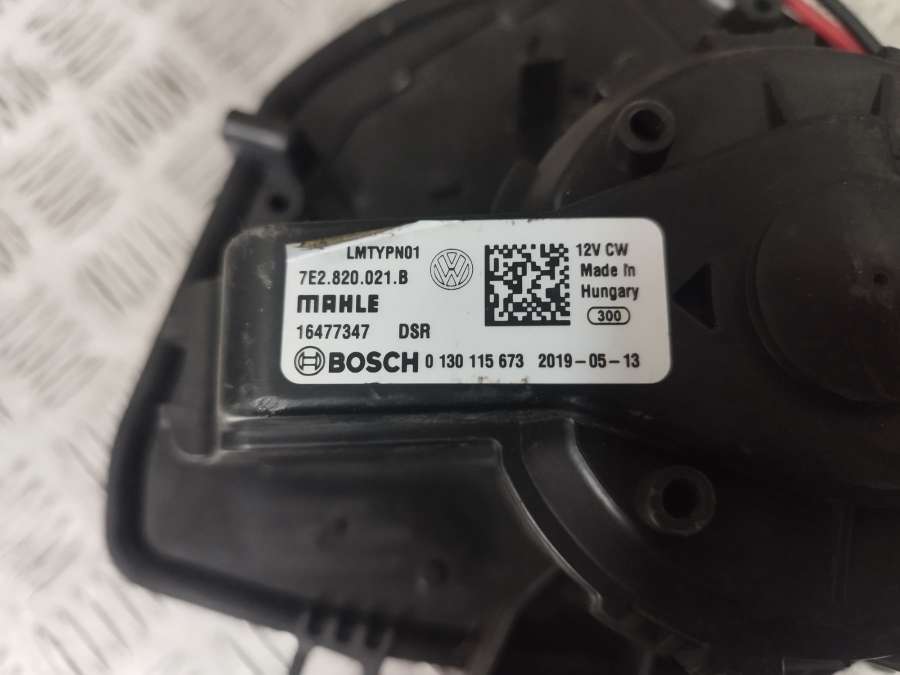 LMTYPN01
7E2.820.021.B
MAHLE
16477347 DSR
BOSCH 0 130 115 673 2019-05-13
12V CW
Made In
Hungary
300